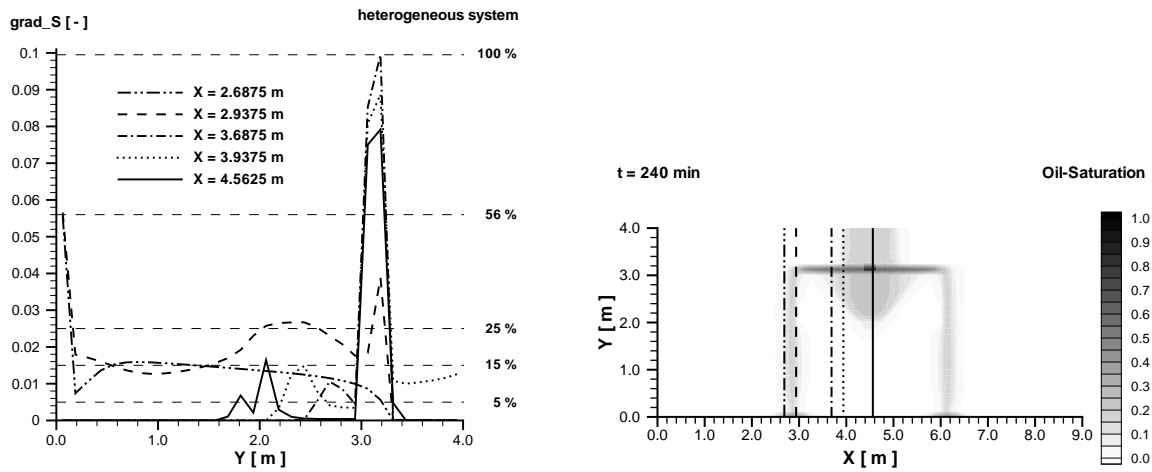 grad_S [ - ]
heterogeneous system
0.1
0.09
0.08
0.07
0.06
0.05
0.04
0.03
0.02
0.01
0
100 %
56 %
25 %
15 %
5 %
X = 2.6875 m
X = 2.9375 m
X = 3.6875 m
X = 3.9375 m
X = 4.5625 m
0.0 1.0 2.0 3.0 4.0
Y [ m ]
t = 240 min
Oil-Saturation
4.0
3.0
2.0
1.0
0.0
Y [ m ]
0.0 1.0 2.0 3.0 4.0 5.0 6.0 7.0 8.0 9.0
X [ m ]
1.0
0.9
0.8
0.7
0.6
0.5
0.4
0.3
0.2
0.1
0.0